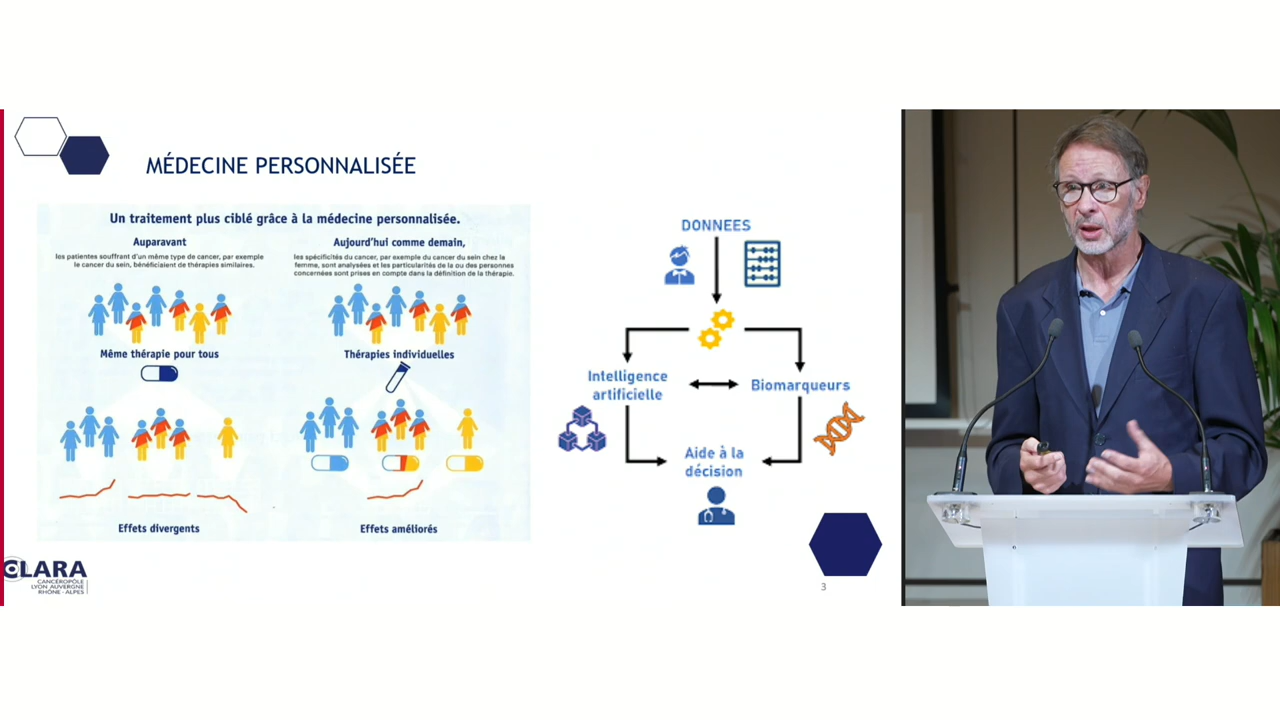 MÉDECINE PERSONNALISÉE
Un traitement plus ciblé grâce à la médecine personnalisée.
Auparavant
les patientes souffrant d'un même type de cancer, par exemple
le cancer du sein, bénéficiaient de thérapies similaires.
Même thérapie pour tous
Effets divergents
Aujourd'hui comme demain,
les spécificités du cancer, par exemple du cancer du sein chez la
femme, sont analysées et les particularités de la ou des personnes
concernées sont prises en compte dans la définition de la thérapie.
Thérapies individuelles
Effets améliorés
DONNEES
Intelligence
artificielle
Biomarqueurs
Aide à la
décision
CLARA
CANCÉROPÔLE
LYON AUVERGNE
RHÔNE-ALPES
3